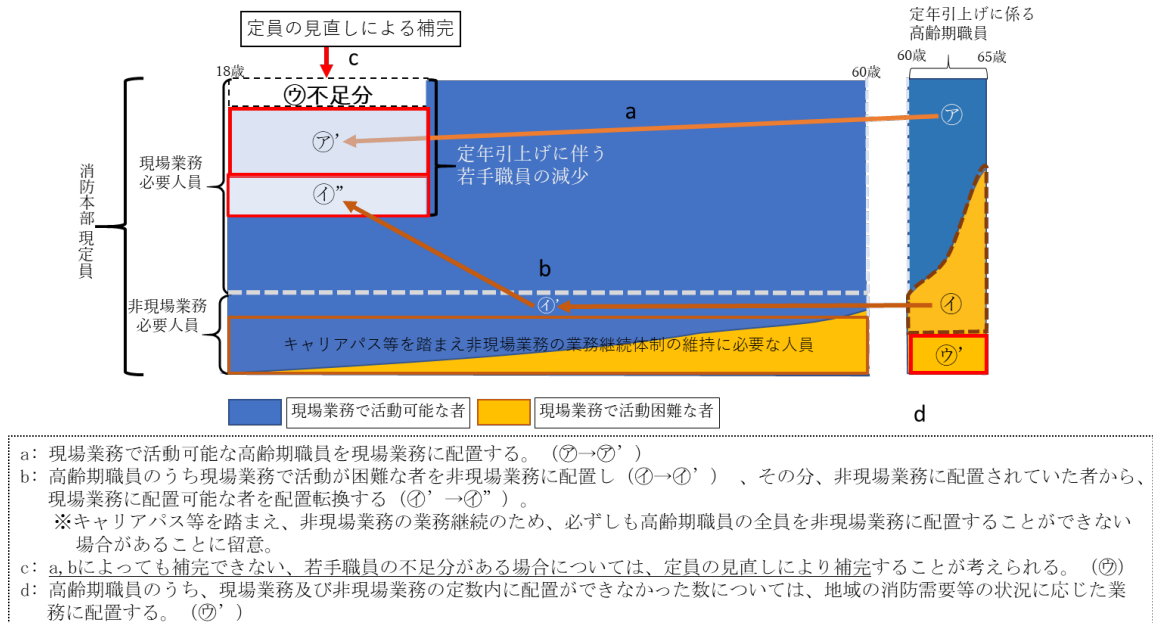 定員の見直しによる補完
定年引上げに係る
高齢期職員
c
18歳
60歳
60歳
65歳
㋒不足分
a
㋐
㋐’
現場業務
必要人員
定年引上げに伴う
若手職員の減少
㋑”
消防本部 現定員
b
非現場業務
必要人員
㋑’
㋑
キャリアパス等を踏まえ非現場業務の業務継続体制の維持に必要な人員
㋒’
現場業務で活動可能な者
現場業務で活動困難な者
d
a: 現場業務で活動可能な高齢期職員を現場業務に配置する。（㋐→㋐’）
b: 高齢期職員のうち現場業務で活動が困難な者を非現場業務に配置し（㋑→㋑’）　、その分、非現場業務に配置されていた者から、
現場業務に配置可能な者を配置転換する（㋑’→㋑”）。
※キャリアパス等を踏まえ、非現場業務の業務継続のため、必ずしも高齢期職員の全員を非現場業務に配置することができない
場合があることに留意。
c: a,bによっても補完できない、若手職員の不足分がある場合については、定員の見直しにより補完することが考えられる。（㋒）
d: 高齢期職員のうち、現場業務及び非現場業務の定数内に配置ができなかった数については、地域の消防需要等の状況に応じた業
務に配置する。（㋒’）